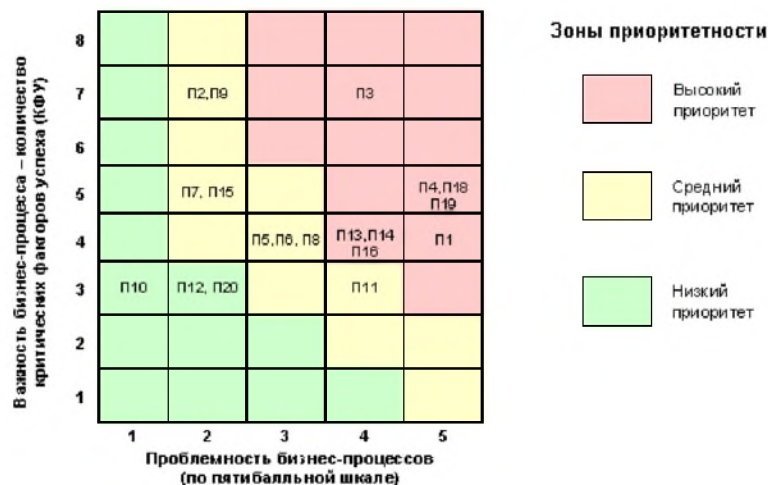 Важность бизнес-процесса – количество
критических факторов успеха (КФУ)
8
7
6
5
4
3
2
1
П2,П9
П3
П7, П15
П4,П18
П19
П5,П6, П8
П13,П14
П16
П1
П10
П12, П20
П11
1
2
3
4
5
Проблемность бизнес-процессов
(по пятибалльной шкале)
Зоны приоритетности
Высокий
приоритет
Средний
приоритет
Низкий
приоритет